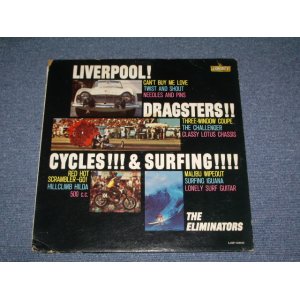 LIVERPOOL!
CAN'T BUY ME LOVE
TWIST AND SHOUT
NEEDLES AND PINS
DRAGSTERS!!
THREE-WINDOW COUPE
THE CHALLENGER
CLASSY LOTUS CHASSIS
CYCLES!!! & SURFING!!!!
RED HOT
SCRAMBLER-GO!
HILLCLIMB HILDA
500 C.C.
MALIBU WIPEOUT
SURFING IGUANA
LONELY SURF GUITAR
THE
ELIMINATORS